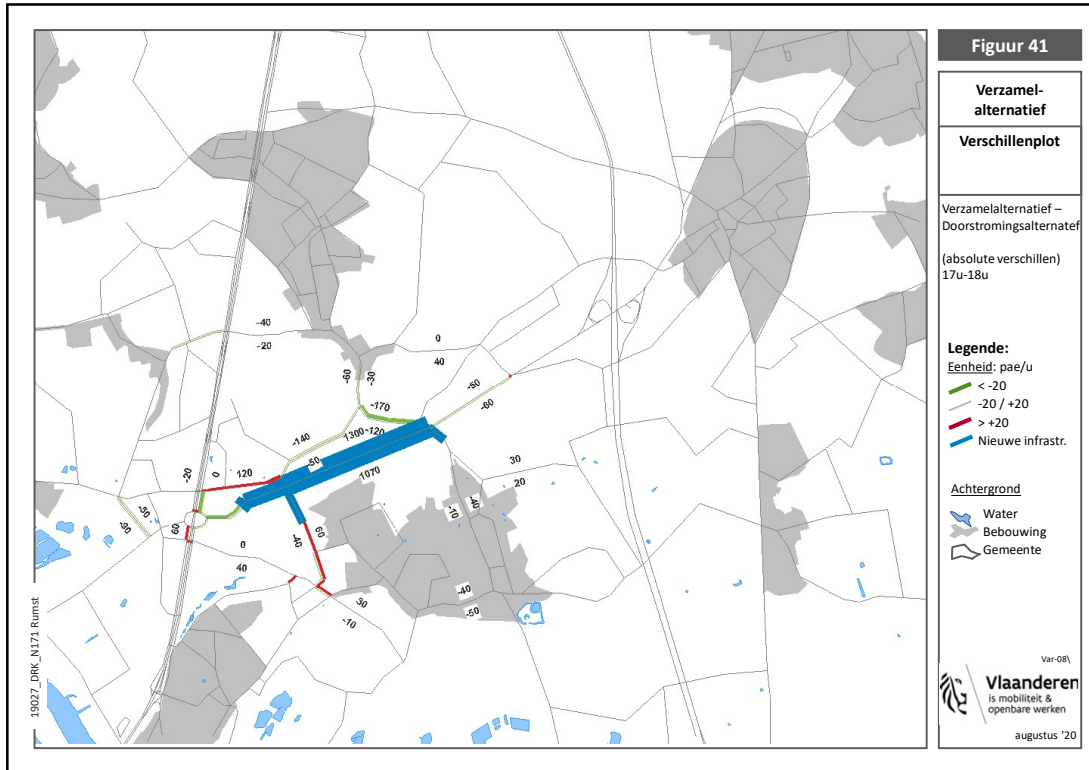 Figuur 41
Verzamel-
alternatief
Verschillenplot
Verzamelalternatief –
Doorstromingsalternatef
(absolute verschillen)
17u-18u
Legende:
Eenheid: pae/u
< -20
-20 / +20
> +20
Nieuwe infrastr.
Achtergrond
Water
Bebouwing
Gemeente
Var-08\
Vlaanderen
is mobiliteit &
openbare werken
augustus '20
19027_DRK_N171 Rumst
-40
-20
0
40
-60
-30
-50
-60
-170
-140
1300
-120
-50
1070
-20
0
120
30
20
-50
-90
60
-40
60
-10
-40
0
40
30
-10
-40
-50